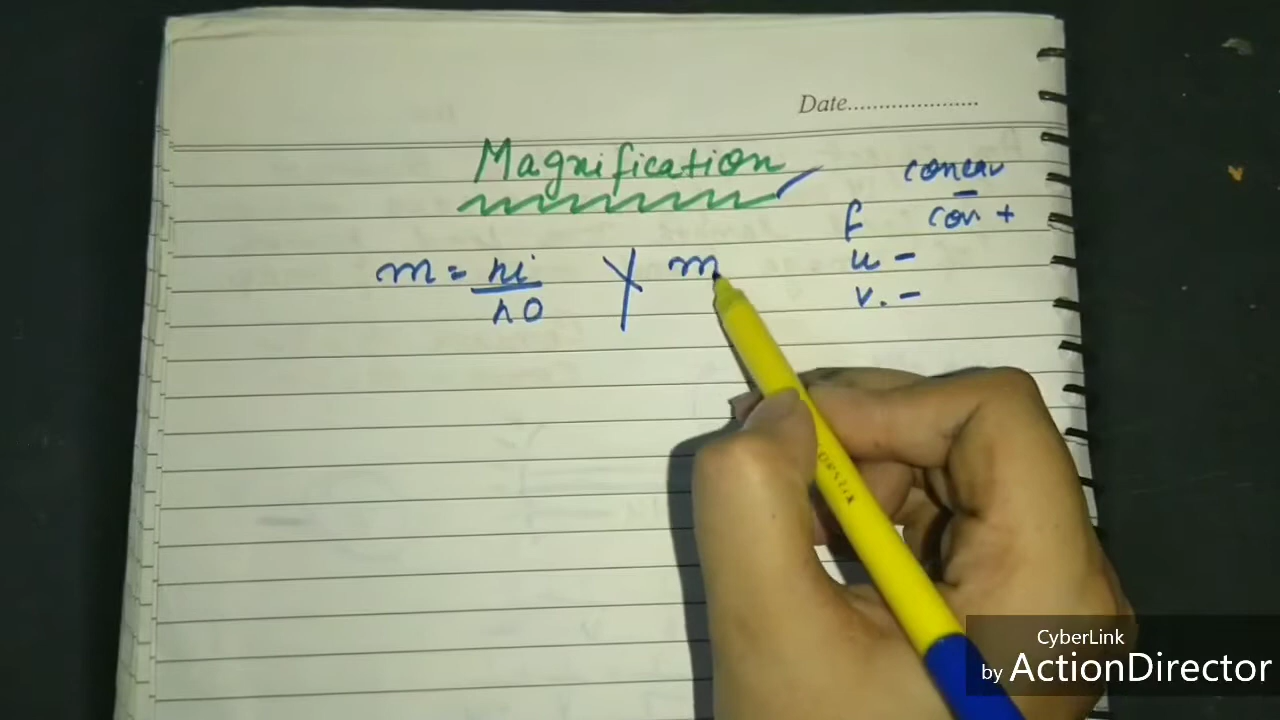 Date.....................
Magnification
concav
-
f con +
m = hi m
ho
u -
v. -
CyberLink
by ActionDirector